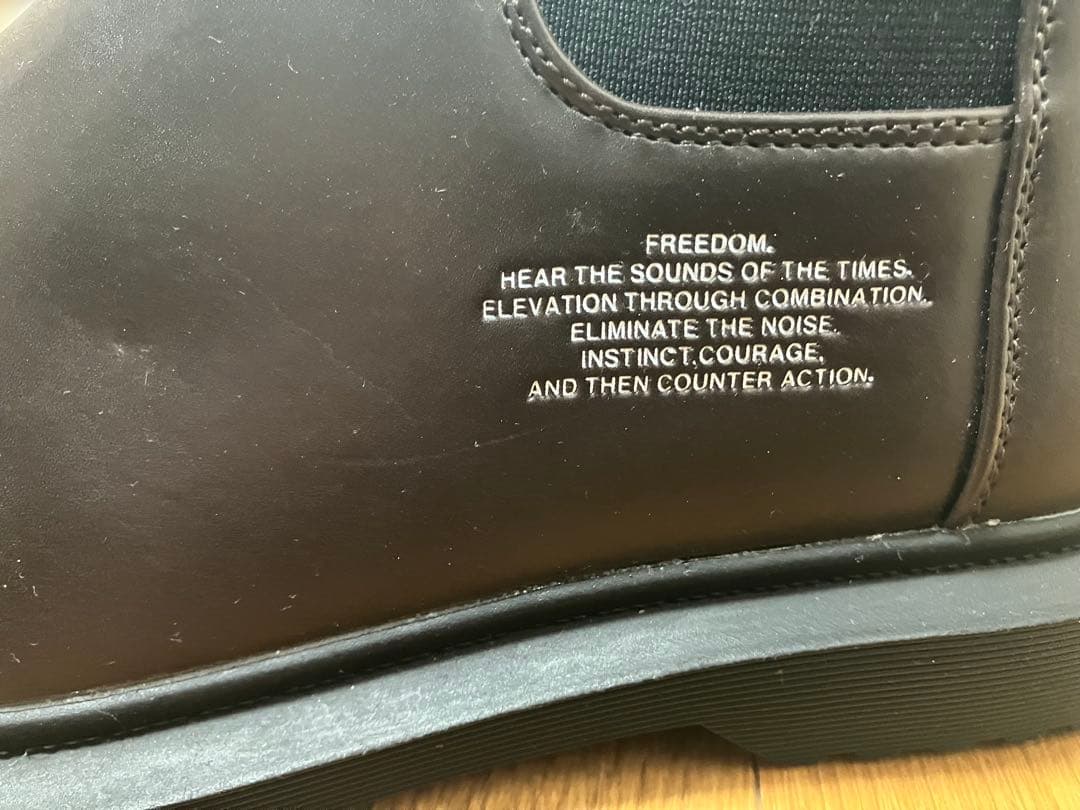 FREEDOM.
HEAR THE SOUNDS OF THE TIMES.
ELEVATION THROUGH COMBINATION.
ELIMINATE THE NOISE.
INSTINCT.COURAGE.
AND THEN COUNTER ACTION.